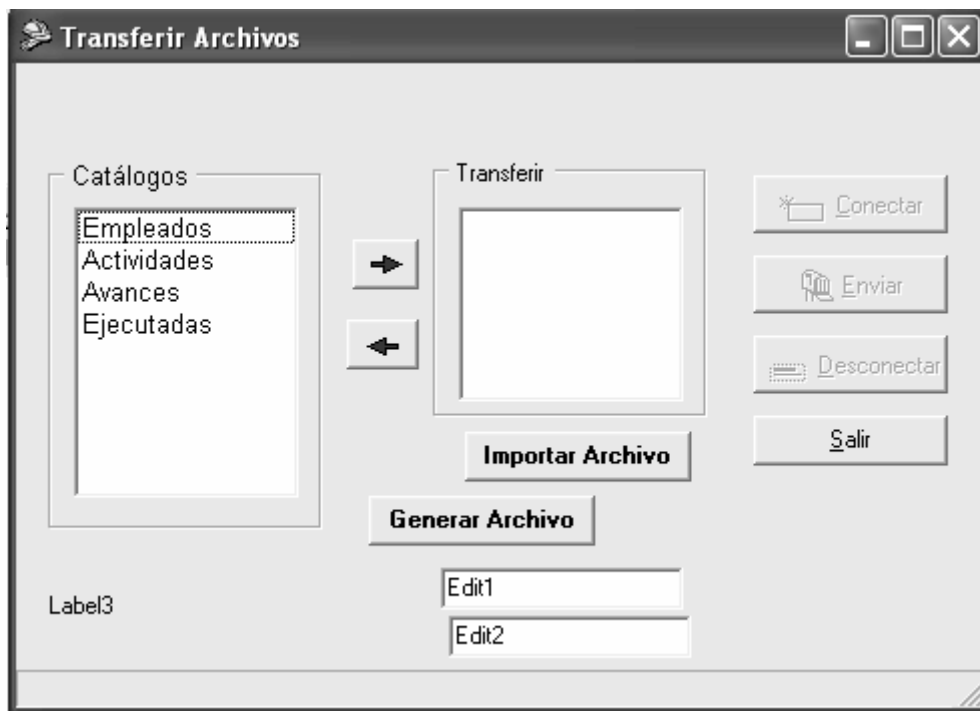 Transferir Archivos
Catálogos
Empleados
Actividades
Avances
Ejecutadas
Transferir
Conectar
Enviar
Desconectar
Salir
Importar Archivo
Generar Archivo
Label3
Edit1
Edit2